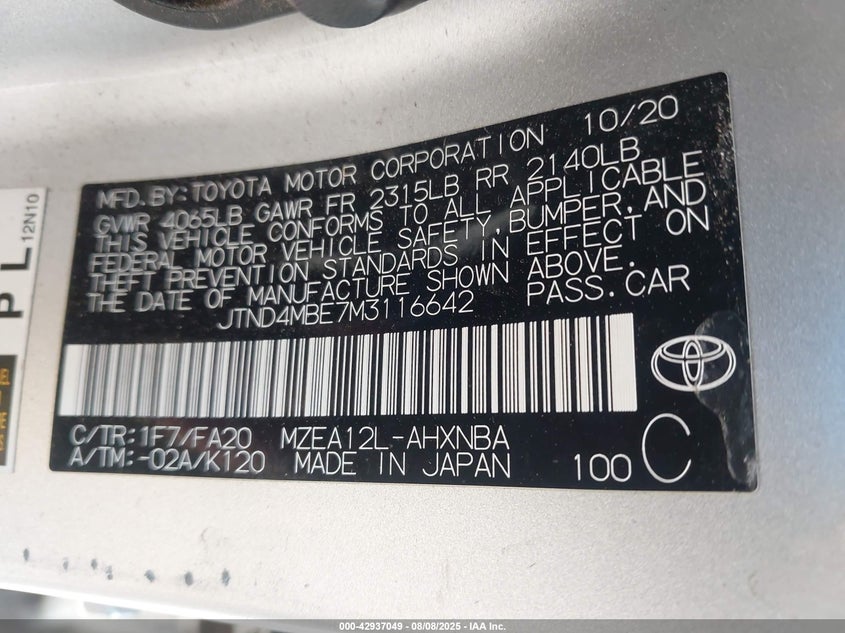 MFD. BY: TOYOTA MOTOR CORPORATION 10/20
GVWR 4065LB GAWR FR 2315LB RR 2140LB
THIS VEHICLE CONFORMS TO ALL APPLICABLE
FEDERAL MOTOR VEHICLE SAFETY, BUMPER, AND
THEFT PREVENTION STANDARDS IN EFFECT ON
THE DATE OF MANUFACTURE SHOWN ABOVE.
JTND4MBE7M3116642 PASS. CAR
C/TR: 1F7/FA20 MZEA12L-AHXNBA
A/TM: -02A/K120 MADE IN JAPAN 100 C
P L
12N10
000-42937049 - 08/08/2025 - IAA Inc.